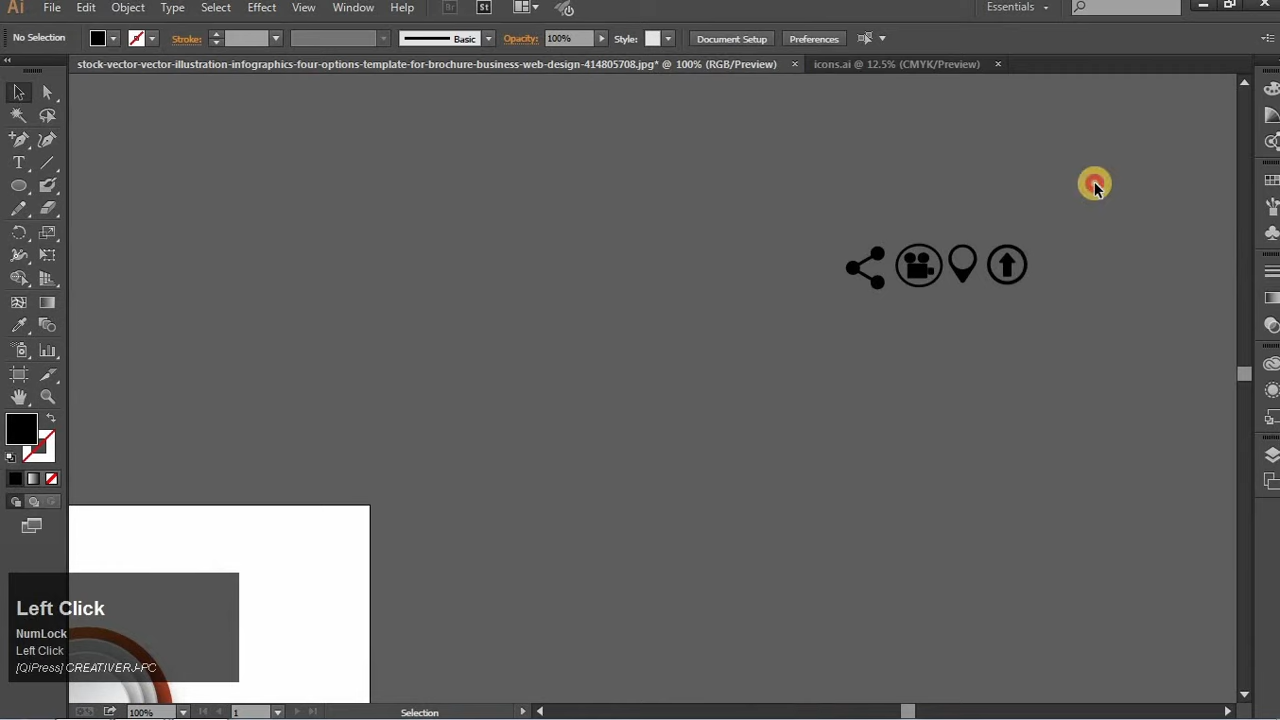 Ai File Edit Object Type Select Effect View Window Help Br St Essentials
No Selection Stroke: Basic Opacity: 100% Style: Document Setup Preferences
stock-vector-vector-illustration-infographics-four-options-template-for-brochure-business-web-design-414805708.jpg* @ 100% (RGB/Preview) × icons.ai @ 12.5% (CMYK/Preview) ×
T
Left Click
NumLock
Left Click
[QiPress] CREATIVERJ-PC
100% 1 Selection